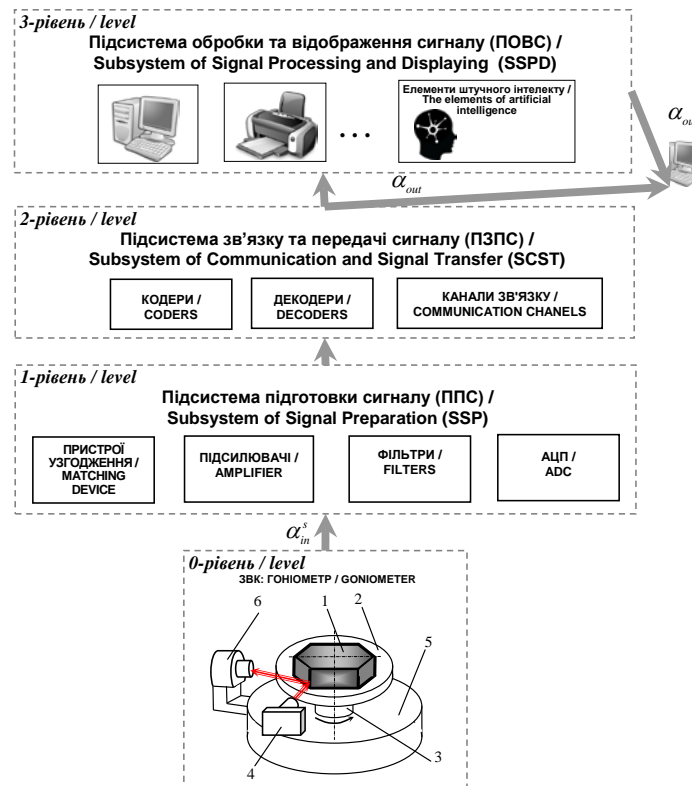 3-рівень / level
Підсистема обробки та відображення сигналу (ПОВС) /
Subsystem of Signal Processing and Displaying (SSPD)
Елементи штучного інтелекту /
The elements of artificial
intelligence
...
α out
α ou
2-рівень / level
Підсистема зв'язку та передачі сигналу (ПЗПС) /
Subsystem of Communication and Signal Transfer (SCST)
КОДЕРИ /
CODERS
ДЕКОДЕРИ /
DECODERS
КАНАЛИ ЗВ'ЯЗКУ /
COMMUNICATION CHANELS
1-рівень / level
Підсистема підготовки сигналу (ППС) /
Subsystem of Signal Preparation (SSP)
ПРИСТРОЇ
УЗГОДЖЕННЯ /
MATCHING
DEVICE
ПІДСИЛЮВАЧІ /
AMPLIFIER
ФІЛЬТРИ /
FILTERS
АЦП /
ADC
α s in
0-рівень / level
ЗВК: ГОНІОМЕТР / GONIOMETER
6
1
2
5
4
3